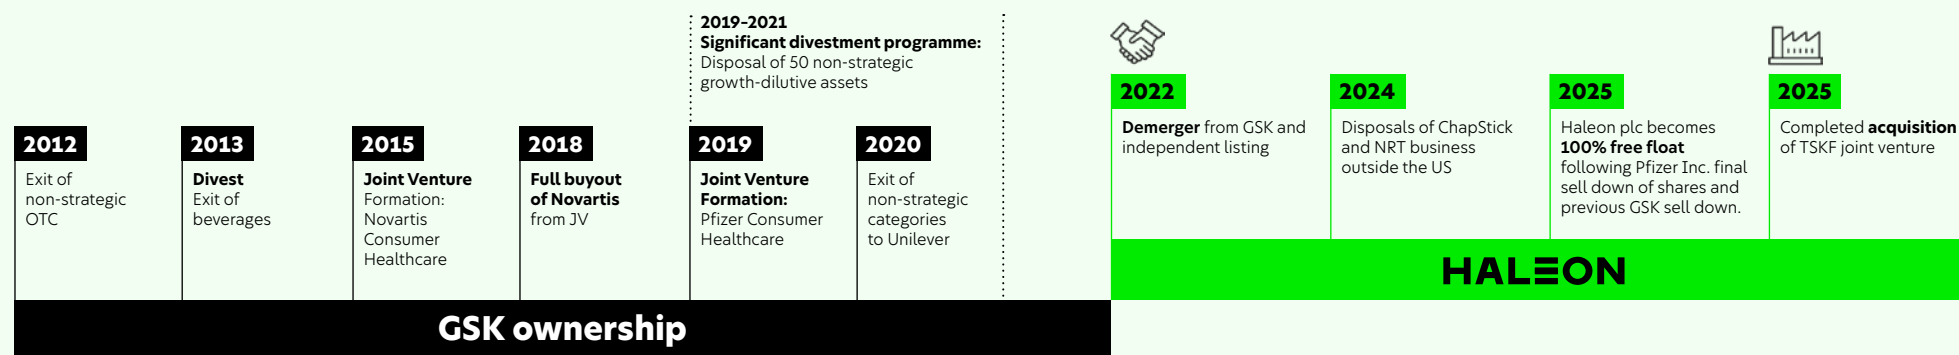 2019-2021
Significant divestment programme:
Disposal of 50 non-strategic
growth-dilutive assets
2012
Exit of
non-strategic
OTC
2013
Divest
Exit of
beverages
2015
Joint Venture
Formation:
Novartis
Consumer
Healthcare
2018
Full buyout
of Novartis
from JV
2019
Joint Venture
Formation:
Pfizer Consumer
Healthcare
2020
Exit of
non-strategic
categories
to Unilever
GSK ownership
2022
Demerger from GSK and
independent listing
2024
Disposals of ChapStick
and NRT business
outside the US
2025
Haleon plc becomes
100% free float
following Pfizer Inc. final
sell down of shares and
previous GSK sell down.
2025
Completed acquisition
of TSKF joint venture
HALEON